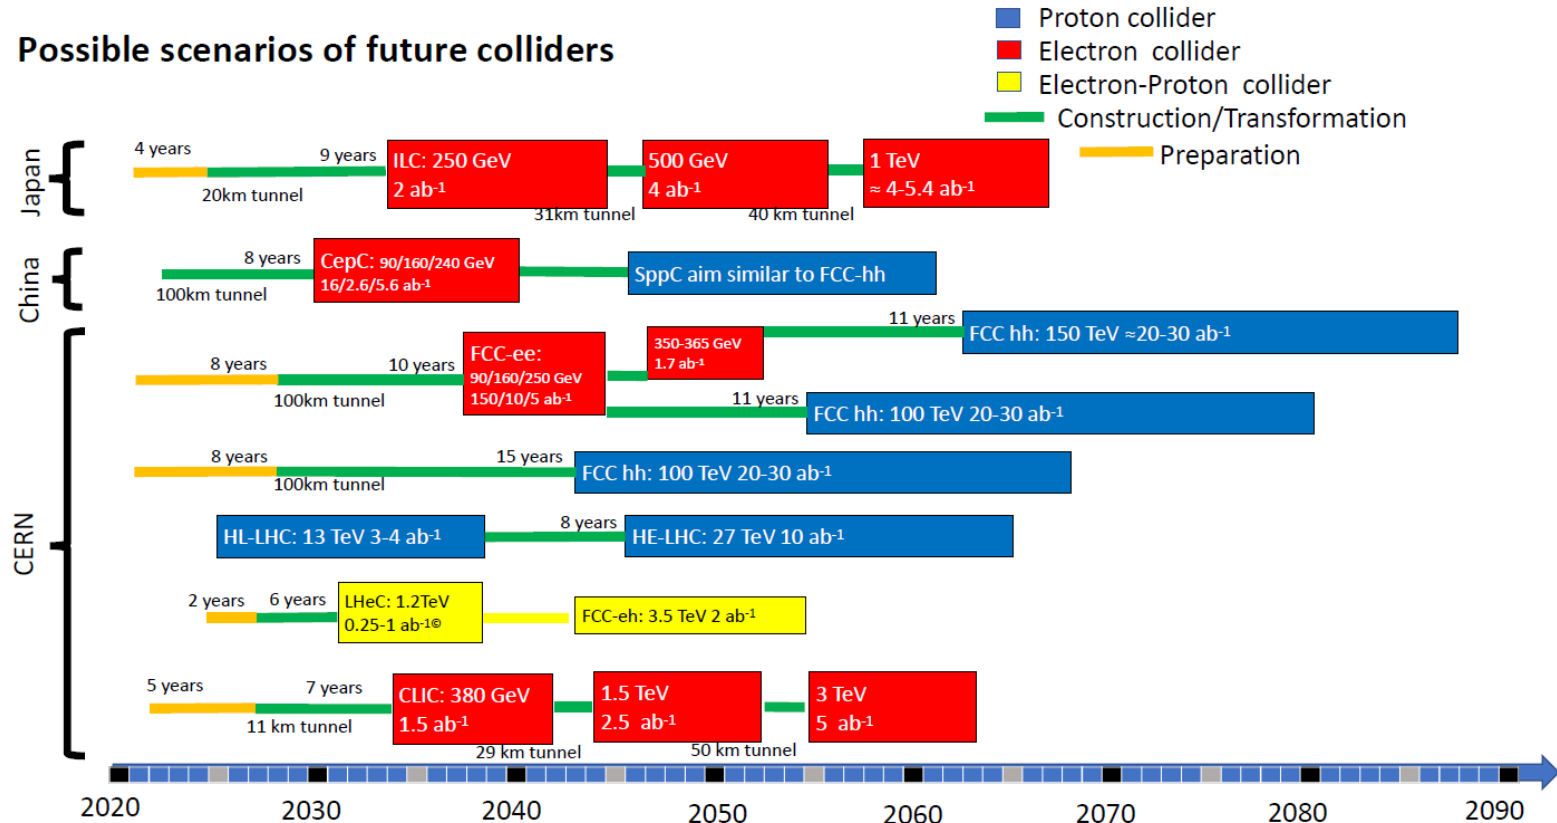 Possible scenarios of future colliders
Proton collider
Electron collider
Electron-Proton collider
Construction/Transformation
Preparation
Japan
4 years
9 years
20km tunnel
ILC: 250 GeV
2 ab⁻¹
31km tunnel
500 GeV
4 ab⁻¹
40 km tunnel
1 TeV
≈ 4-5.4 ab⁻¹
China
8 years
100km tunnel
CepC: 90/160/240 GeV
16/2.6/5.6 ab⁻¹
SppC aim similar to FCC-hh
CERN
8 years
10 years
100km tunnel
FCC-ee:
90/160/250 GeV
150/10/5 ab⁻¹
350-365 GeV
1.7 ab⁻¹
11 years
FCC hh: 150 TeV ≈20-30 ab⁻¹
11 years
FCC hh: 100 TeV 20-30 ab⁻¹
8 years
15 years
100km tunnel
FCC hh: 100 TeV 20-30 ab⁻¹
HL-LHC: 13 TeV 3-4 ab⁻¹
8 years
HE-LHC: 27 TeV 10 ab⁻¹
2 years
6 years
LHeC: 1.2TeV
0.25-1 ab⁻¹©
FCC-eh: 3.5 TeV 2 ab⁻¹
5 years
7 years
11 km tunnel
CLIC: 380 GeV
1.5 ab⁻¹
29 km tunnel
1.5 TeV
2.5 ab⁻¹
50 km tunnel
3 TeV
5 ab⁻¹
2020
2030
2040
2050
2060
2070
2080
2090